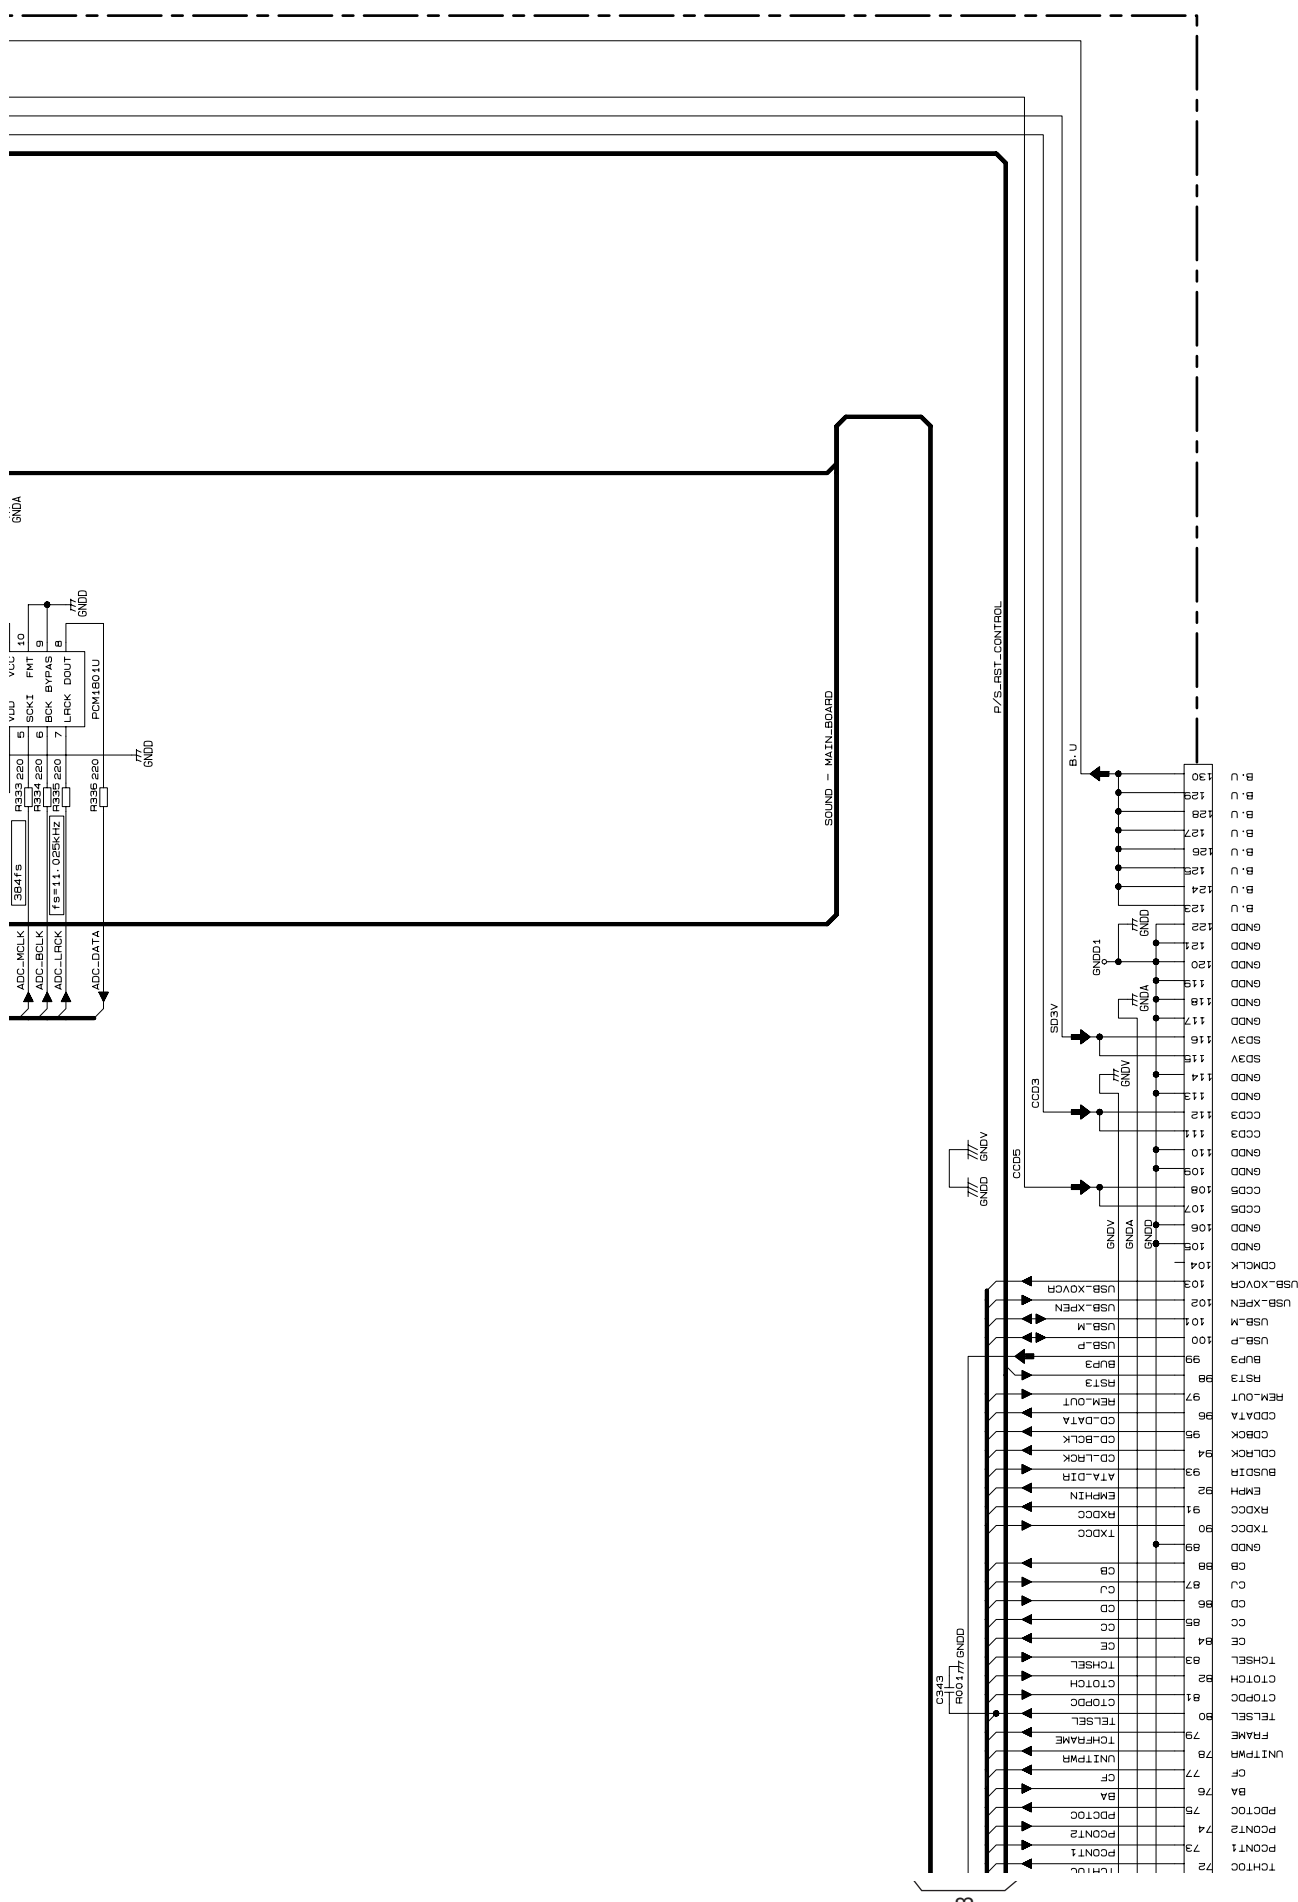 GNDA
VDD VCC
5 SCKI FMT 10
6 BCK BYPAS 9
7 LRCK DOUT 8
PCM1801U
GNDD
GNDD
R333 220
R334 220
R335 220
R336 220
384fs
fs=11.025kHz
ADC_MCLK
ADC_BCLK
ADC_LRCK
ADC_DATA
SOUND - MAIN_BOARD
P/S_RST_CONTROL
B.U
GNDD
GNDD1
GNDA
SD3V
GNDV
CCD3
GNDV
GNDD
CCD5
GNDV
GNDA
GNDD
130 B.U
129 B.U
128 B.U
127 B.U
126 B.U
125 B.U
124 B.U
123 B.U
122 GNDD
121 GNDD
120 GNDD
119 GNDD
118 GNDD
117 GNDD
116 SD3V
115 SD3V
114 GNDD
113 GNDD
112 CCD3
111 CCD3
110 GNDD
109 GNDD
108 CCD5
107 CCD5
106 GNDD
105 GNDD
104 CDMCLK
USB-XOVCR 103 USB-XOVCR
USB-XPEN 102 USB-XPEN
USB-M 101 USB-M
USB-P 100 USB-P
BUP3 99 BUP3
RST3 98 RST3
REM-OUT 97 REM-OUT
CD-DATA 96 CDDATA
CD-BCLK 95 CDBCK
CD-LRCK 94 CDLRCK
ATA-DIR 93 BUSDIR
EMPHIN 92 EMPH
RXDCC 91 RXDCC
TXDCC 90 TXDCC
89 GNDD
CB 88 CB
CJ 87 CJ
CD 86 CD
CC 85 CC
CE 84 CE
TCHSEL 83 TCHSEL
CTOTCH 82 CTOTCH
CTOPDC 81 CTOPDC
TELSEL 80 TELSEL
TCHFRAME 79 FRAME
UNITPWR 78 UNITPWR
CF 77 CF
BA 76 BA
PDCTOC 75 PDCTOC
PCONT2 74 PCONT2
PCONT1 73 PCONT1
TCHTOC 72 TCHTOC
C343
R001
GNDD